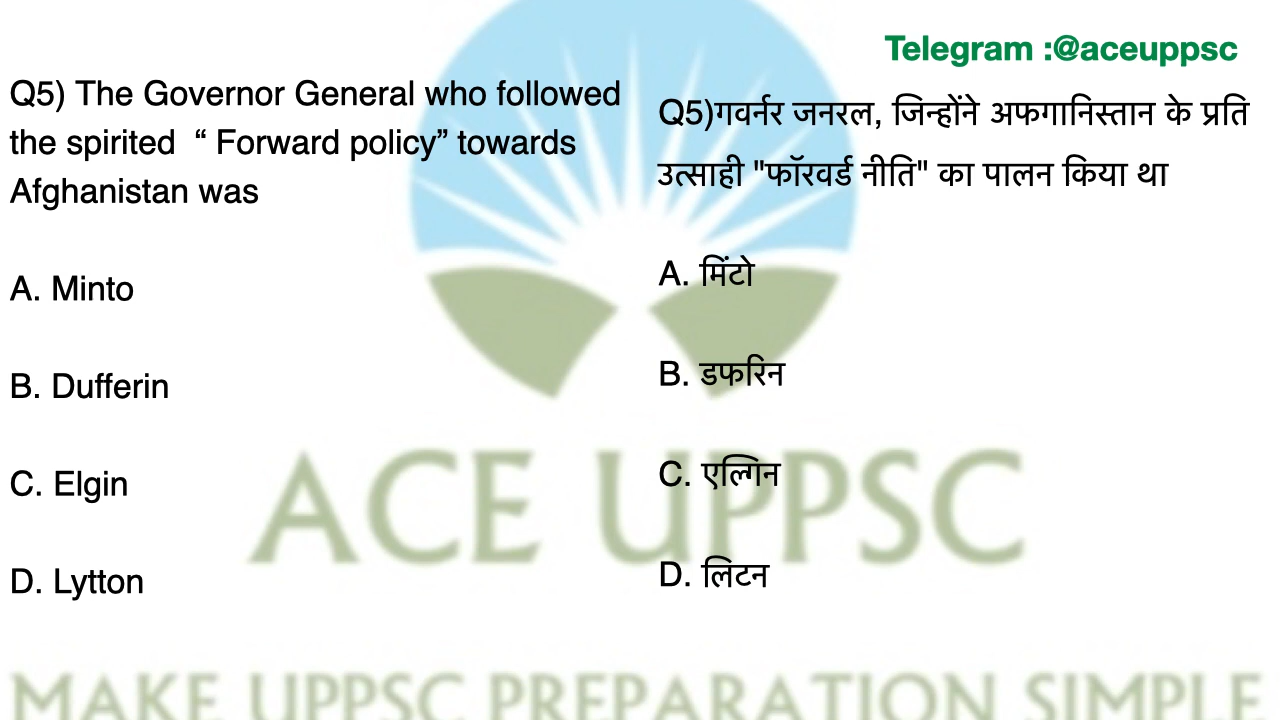 Telegram :@aceuppsc
Q5) The Governor General who followed
the spirited “ Forward policy” towards
Afghanistan was
A. Minto
B. Dufferin
C. Elgin
D. Lytton
Q5)गवर्नर जनरल, जिन्होंने अफगानिस्तान के प्रति
उत्साही "फॉरवर्ड नीति" का पालन किया था
A. मिंटो
B. डफरिन
C. एल्गिन
D. लिटन
ACE UPPSC
MAKE UPPSC PREPARATION SIMPLE